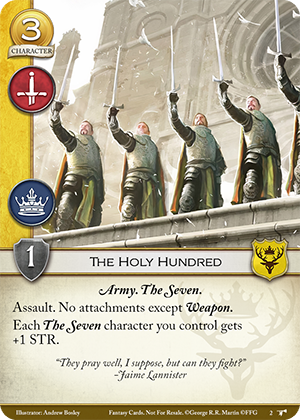 3
CHARACTER
1
THE HOLY HUNDRED
Army. The Seven.
Assault. No attachments except Weapon.
Each The Seven character you control gets
+1 STR.
"They pray well, I suppose, but can they fight?"
–Jaime Lannister
Illustrator: Andrew Bosley
Fantasy Cards. Not For Resale. ©George R.R. Martin ©FFG
2